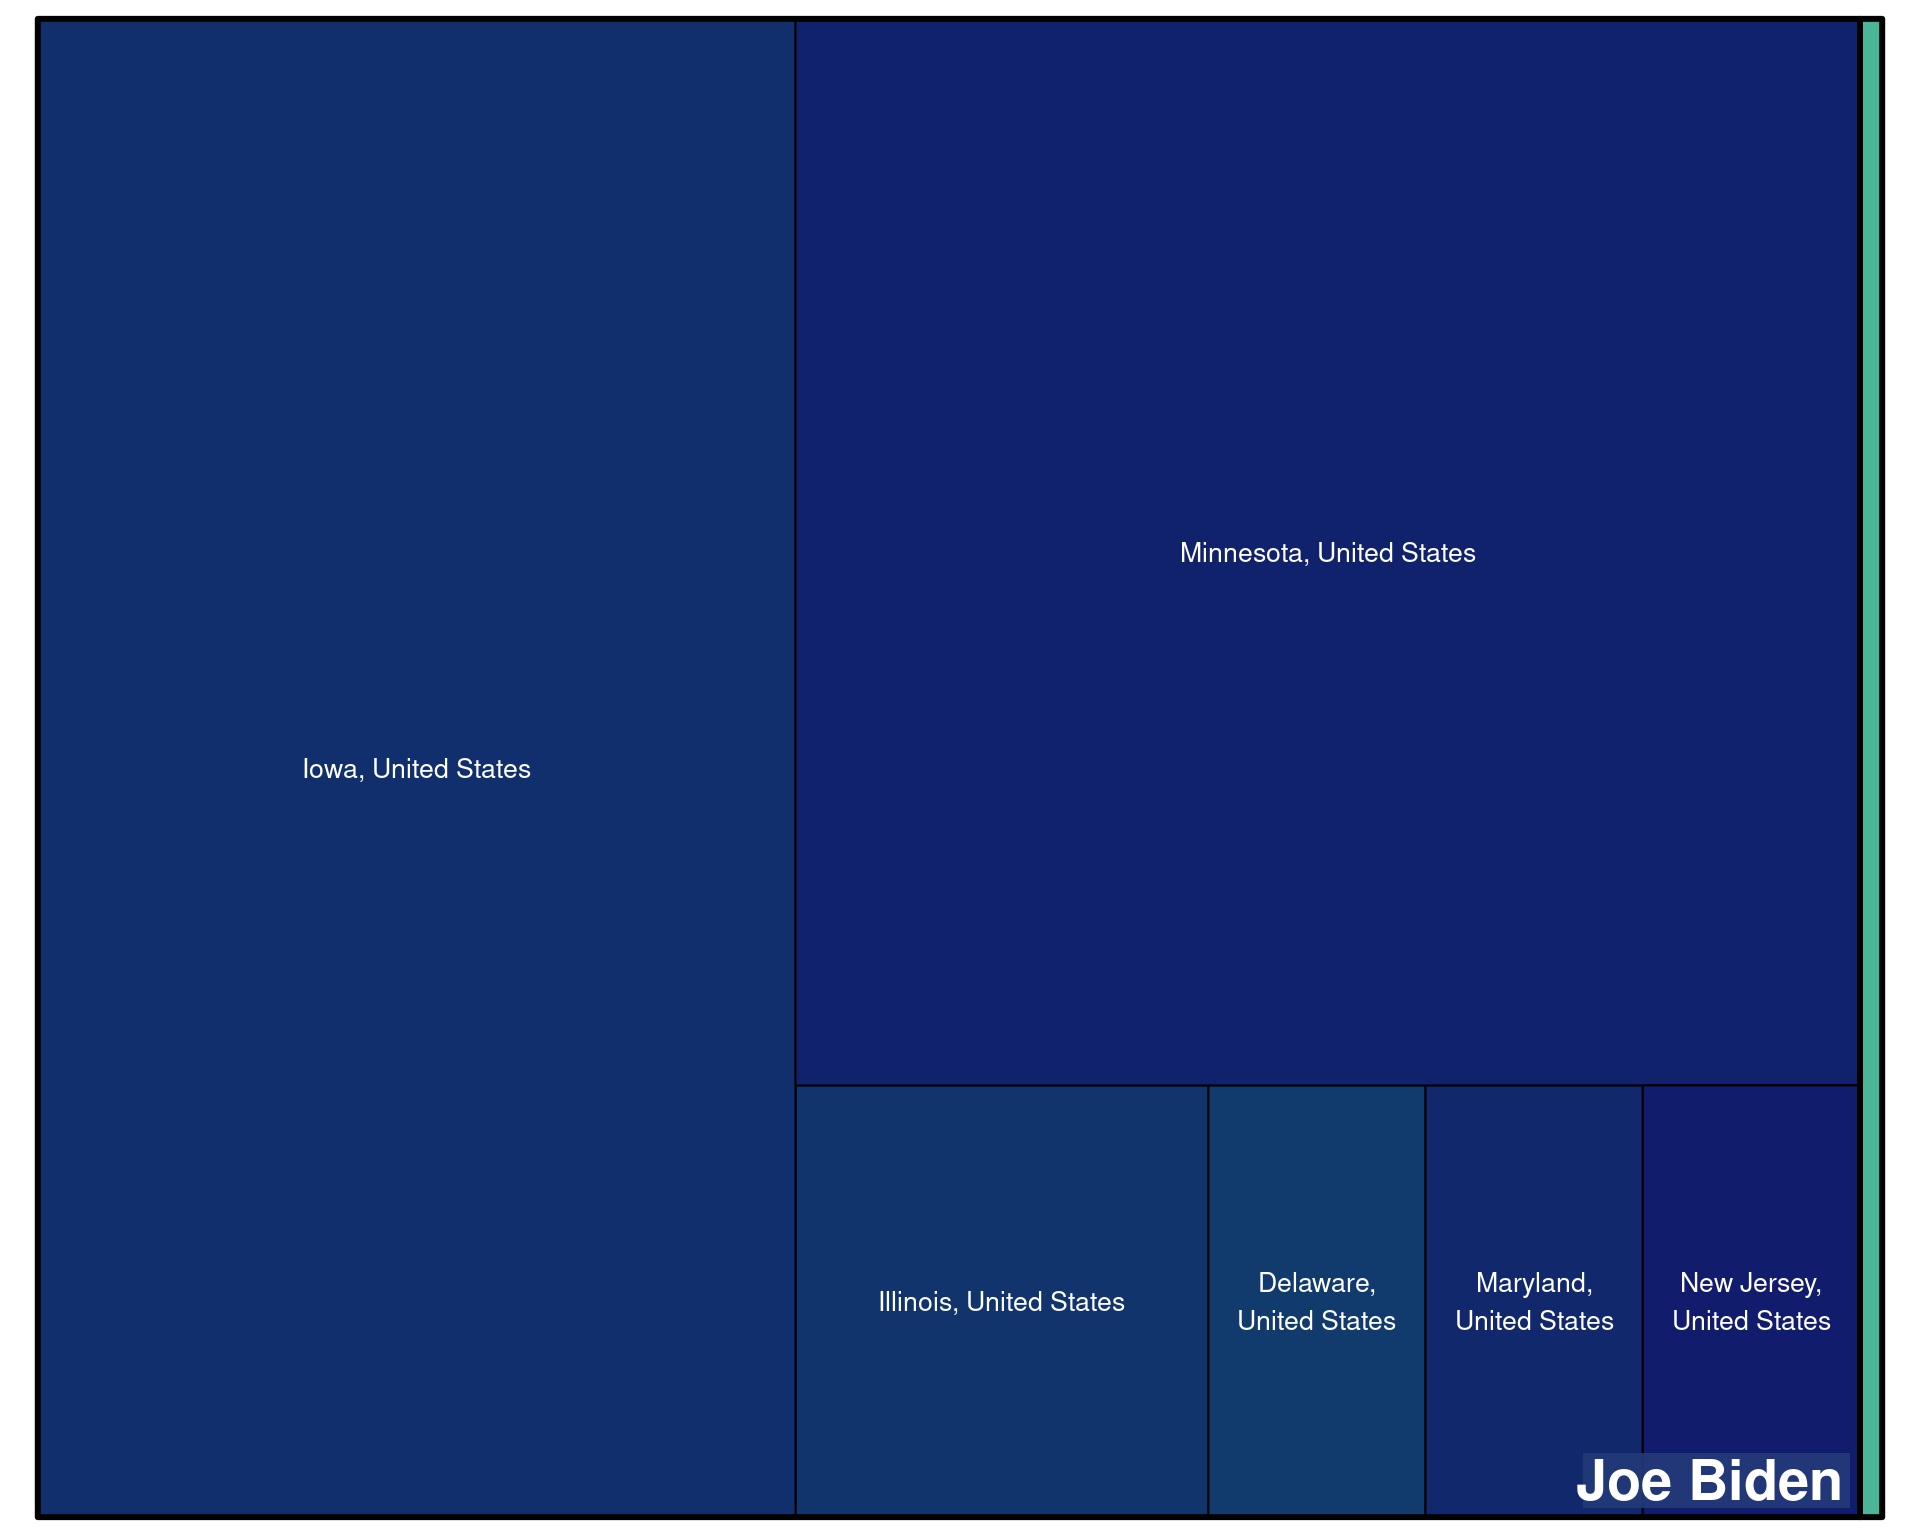 Iowa, United States
Minnesota, United States
Illinois, United States
Delaware,
United States
Maryland,
United States
New Jersey,
United States
Joe Biden